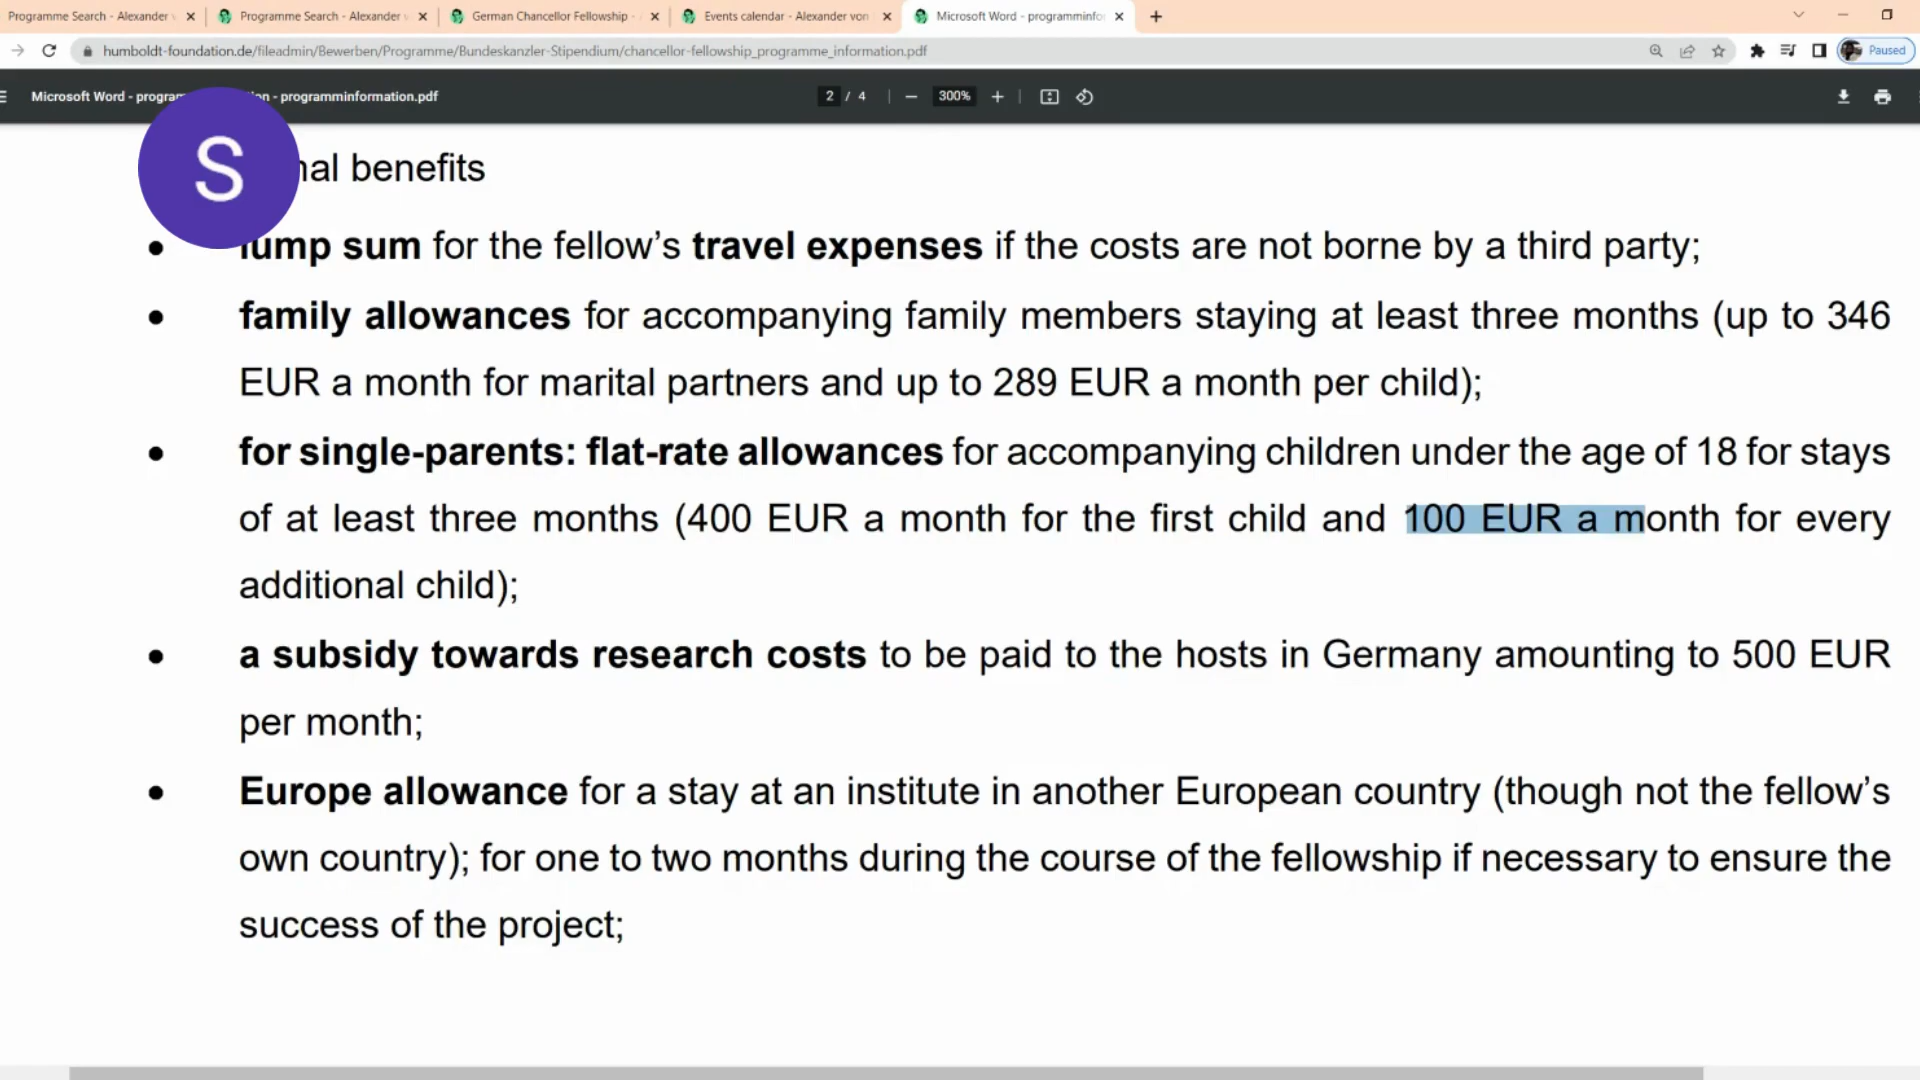 Programme Search - Alexander v
Programme Search - Alexander v
German Chancellor Fellowship -
Events calendar - Alexander von
Microsoft Word - programminfo
humboldt-foundation.de/fileadmin/Bewerben/Programme/Bundeskanzler-Stipendium/chancellor-fellowship_programme_information.pdf
Paused
Microsoft Word - progra on - programminformation.pdf
2 / 4
300%
S
nal benefits
lump sum for the fellow’s travel expenses if the costs are not borne by a third party;
family allowances for accompanying family members staying at least three months (up to 346
EUR a month for marital partners and up to 289 EUR a month per child);
for single-parents: flat-rate allowances for accompanying children under the age of 18 for stays
of at least three months (400 EUR a month for the first child and 100 EUR a month for every
additional child);
a subsidy towards research costs to be paid to the hosts in Germany amounting to 500 EUR
per month;
Europe allowance for a stay at an institute in another European country (though not the fellow’s
own country); for one to two months during the course of the fellowship if necessary to ensure the
success of the project;